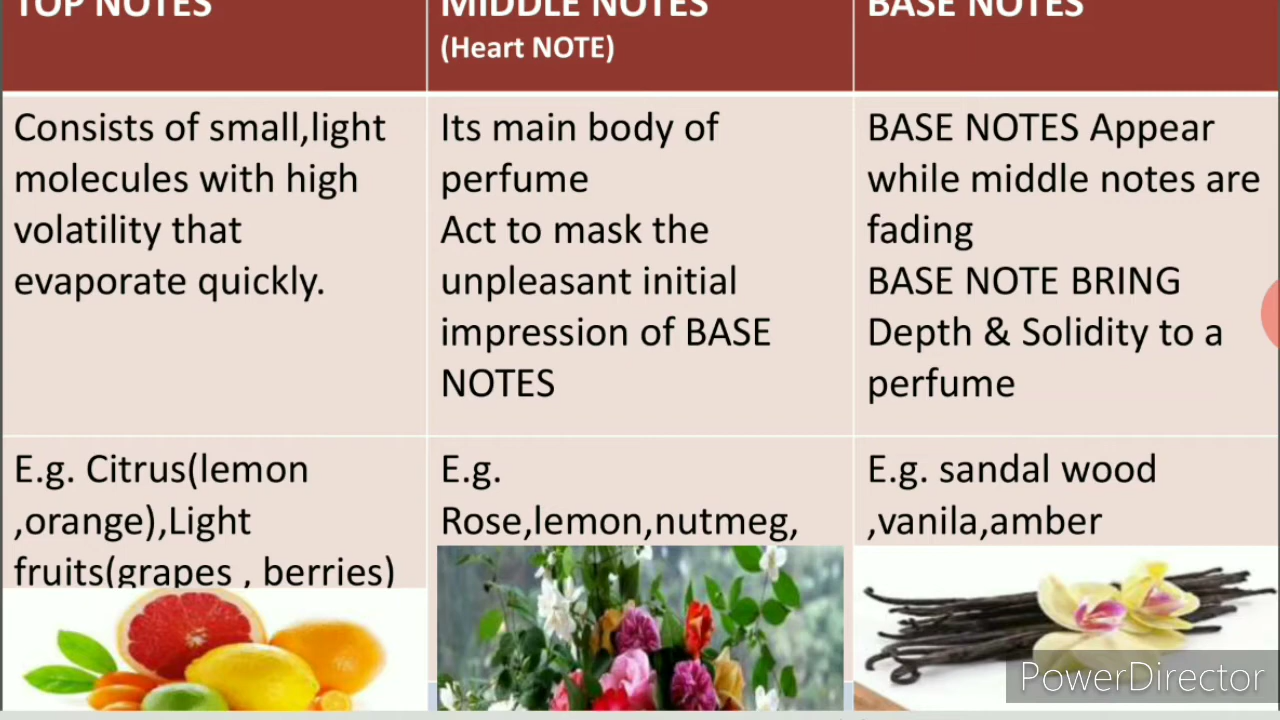 TOP NOTES
MIDDLE NOTES
(Heart NOTE)
BASE NOTES
Consists of small,light
molecules with high
volatility that
evaporate quickly.
Its main body of
perfume
Act to mask the
unpleasant initial
impression of BASE
NOTES
BASE NOTES Appear
while middle notes are
fading
BASE NOTE BRING
Depth & Solidity to a
perfume
E.g. Citrus(lemon
,orange),Light
fruits(grapes , berries)
E.g.
Rose,lemon,nutmeg,
E.g. sandal wood
,vanila,amber
PowerDirector